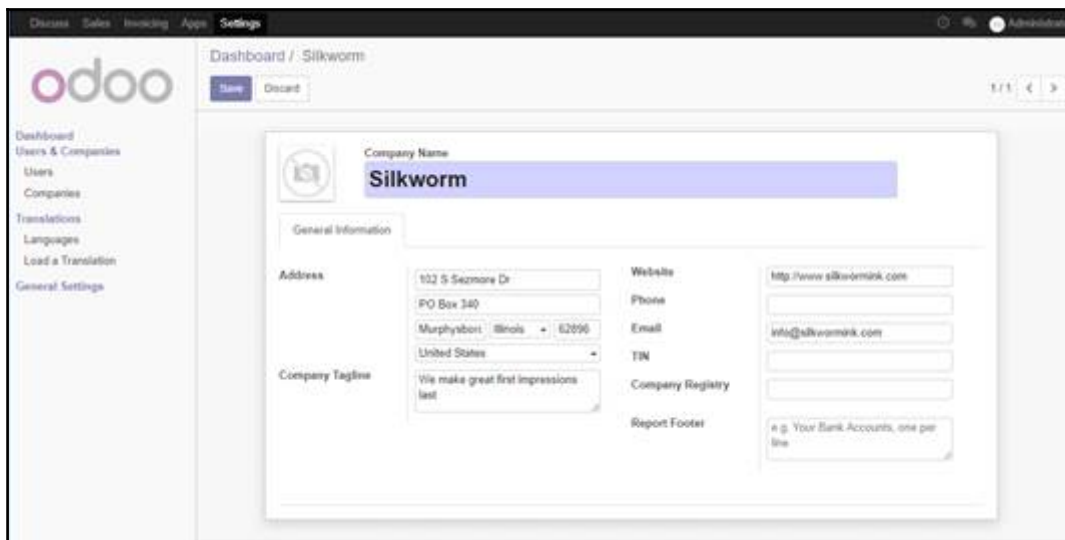 Discuss Sales Invoicing Apps Settings
Administrat
odoo
Dashboard / Silkworm
Save Discard
1 / 1
Dashboard
Users & Companies
Users
Companies
Translations
Languages
Load a Translation
General Settings
Company Name
Silkworm
General Information
Address
102 S Sezmore Dr
PO Box 340
Murphysbor Illinois 62896
United States
Company Tagline
We make great first impressions
last
Website
http://www.silkwormink.com
Phone
Email
info@silkwormink.com
TIN
Company Registry
Report Footer
e.g. Your Bank Accounts, one per
line